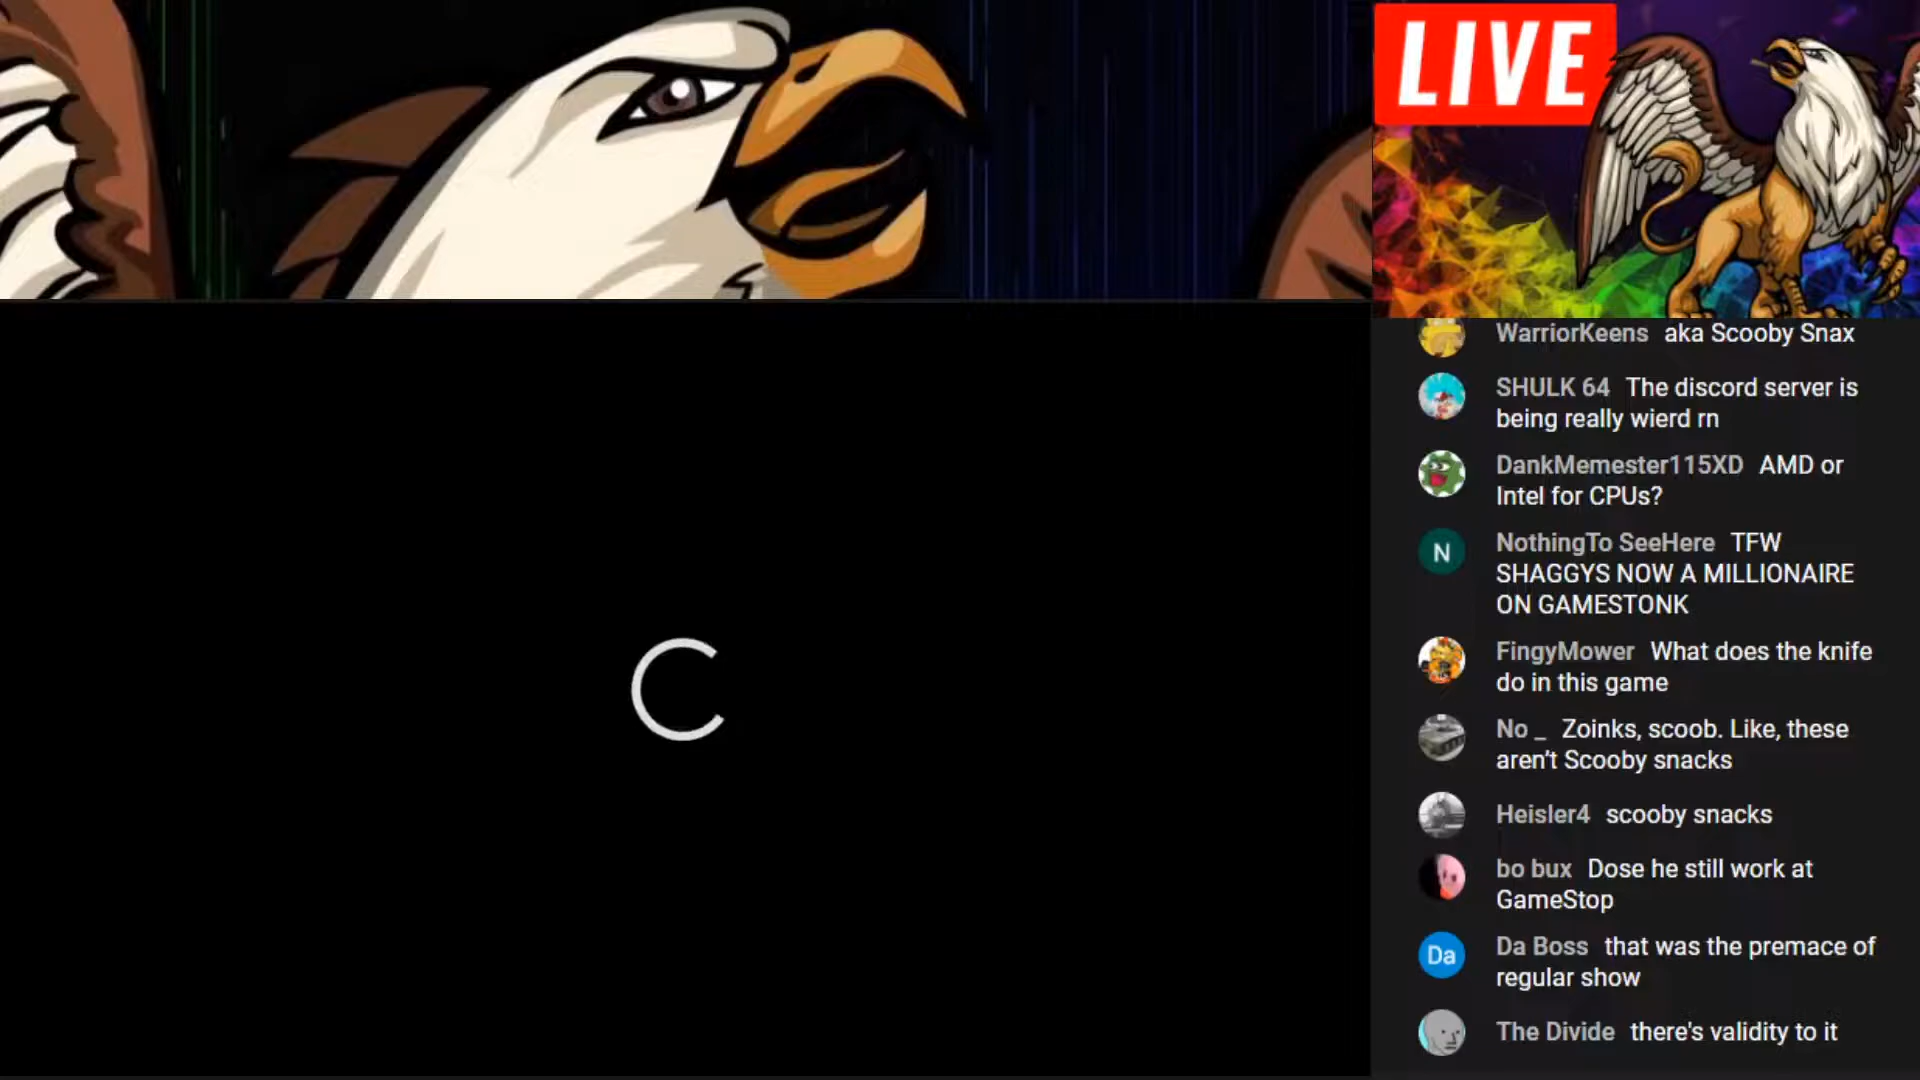 LIVE
WarriorKeens aka Scooby Snax
SHULK 64 The discord server is
being really wierd rn
DankMemester115XD AMD or
Intel for CPUs?
N
NothingTo SeeHere TFW
SHAGGYS NOW A MILLIONAIRE
ON GAMESTONK
FingyMower What does the knife
do in this game
No _ Zoinks, scoob. Like, these
aren't Scooby snacks
Heisler4 scooby snacks
bo bux Dose he still work at
GameStop
Da
Da Boss that was the premace of
regular show
The Divide there's validity to it